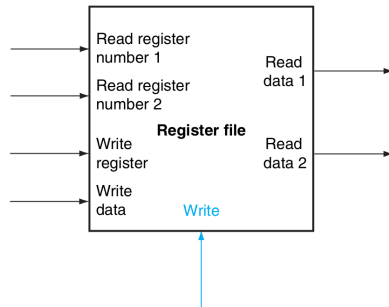 Read register
number 1
Read register
number 2
Write
register
Write
data
Register file
Write
Read
data 1
Read
data 2